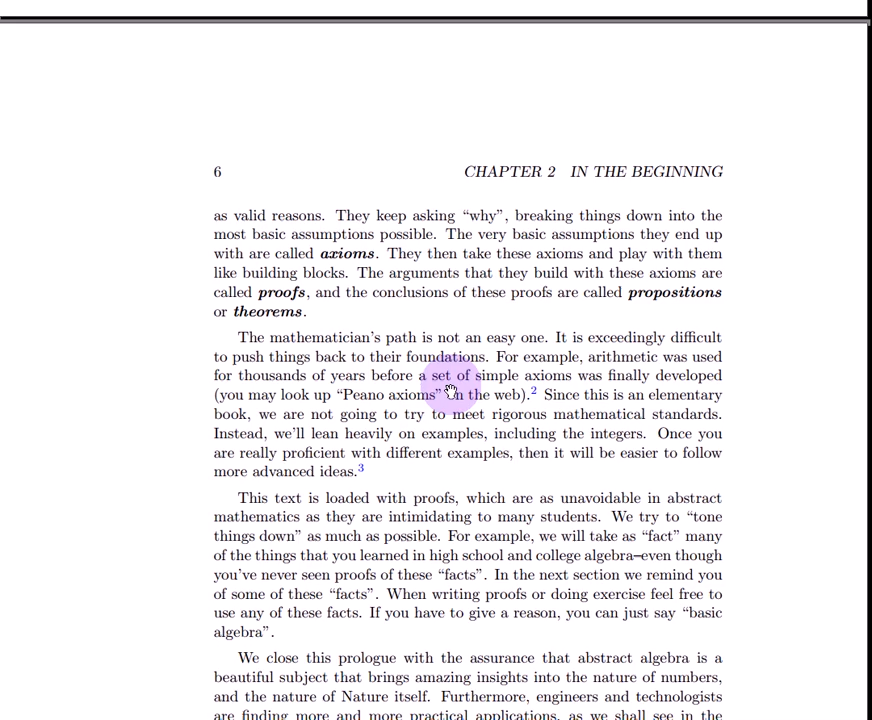 6 CHAPTER 2 IN THE BEGINNING
as valid reasons. They keep asking “why”, breaking things down into the
most basic assumptions possible. The very basic assumptions they end up
with are called axioms. They then take these axioms and play with them
like building blocks. The arguments that they build with these axioms are
called proofs, and the conclusions of these proofs are called propositions
or theorems.
The mathematician’s path is not an easy one. It is exceedingly difficult
to push things back to their foundations. For example, arithmetic was used
for thousands of years before a set of simple axioms was finally developed
(you may look up “Peano axioms” on the web).2 Since this is an elementary
book, we are not going to try to meet rigorous mathematical standards.
Instead, we’ll lean heavily on examples, including the integers. Once you
are really proficient with different examples, then it will be easier to follow
more advanced ideas.3
This text is loaded with proofs, which are as unavoidable in abstract
mathematics as they are intimidating to many students. We try to “tone
things down” as much as possible. For example, we will take as “fact” many
of the things that you learned in high school and college algebra–even though
you’ve never seen proofs of these “facts”. In the next section we remind you
of some of these “facts”. When writing proofs or doing exercise feel free to
use any of these facts. If you have to give a reason, you can just say “basic
algebra”.
We close this prologue with the assurance that abstract algebra is a
beautiful subject that brings amazing insights into the nature of numbers,
and the nature of Nature itself. Furthermore, engineers and technologists
are finding more and more practical applications, as we shall see in the